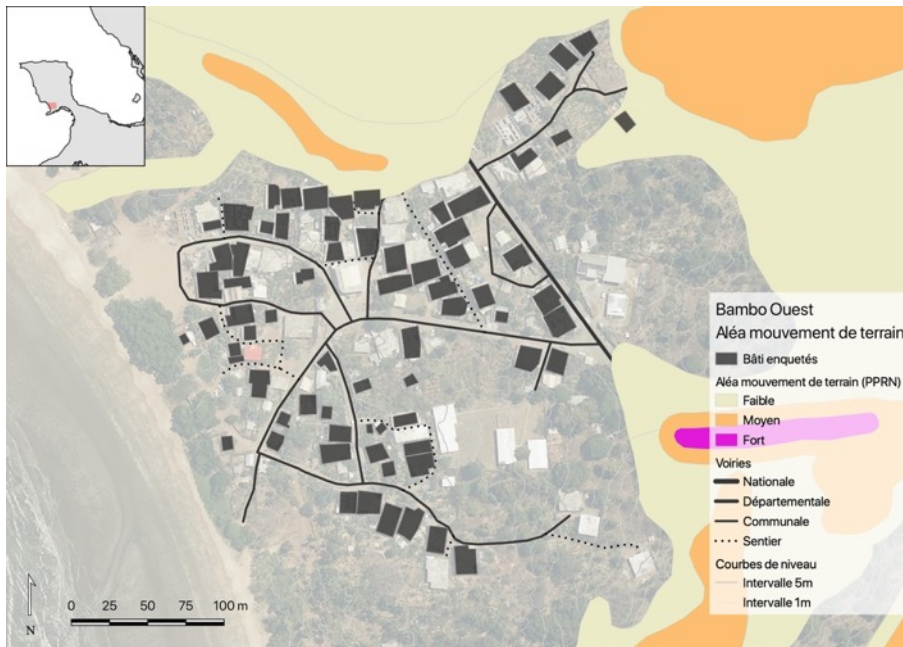 Bambo Ouest
Aléa mouvement de terrain
Bâti enquetés
Aléa mouvement de terrain (PPRN)
Faible
Moyen
Fort
Voiries
Nationale
Départementale
Communale
Sentier
Courbes de niveau
Intervalle 5m
Intervalle 1m
0 25 50 75 100 m
N